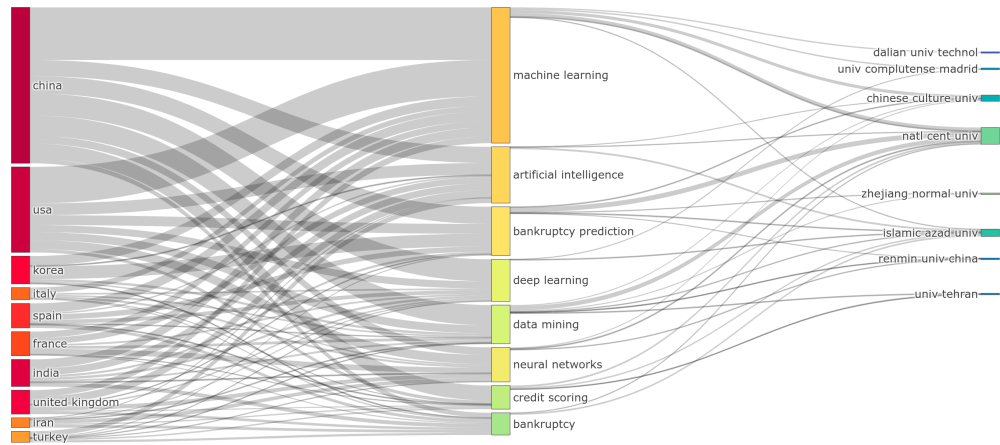 china
usa
korea
italy
spain
france
india
united kingdom
iran
turkey
machine learning
artificial intelligence
bankruptcy prediction
deep learning
data mining
neural networks
credit scoring
bankruptcy
dalian univ technol
univ complutense madrid
chinese culture univ
natl cent univ
zhejiang normal univ
islamic azad univ
renmin univ china
univ tehran